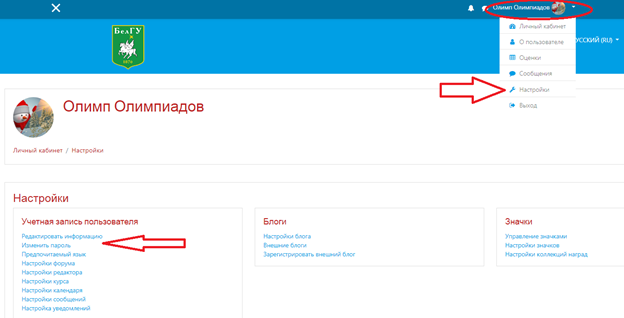 Олимп Олимпиадов
БелГУ
1876
Личный кабинет
О пользователе
Оценки
Сообщения
Настройки
Выход
УССКИЙ (RU)
Олимп Олимпиадов
Личный кабинет / Настройки
Настройки
Учетная запись пользователя
Редактировать информацию
Изменить пароль
Предпочитаемый язык
Настройки форума
Настройки редактора
Настройки курса
Настройки календаря
Настройки сообщений
Настройка уведомлений
Блоги
Настройки блога
Внешние блоги
Зарегистрировать внешний блог
Значки
Управление значками
Настройки значков
Настройки коллекций наград